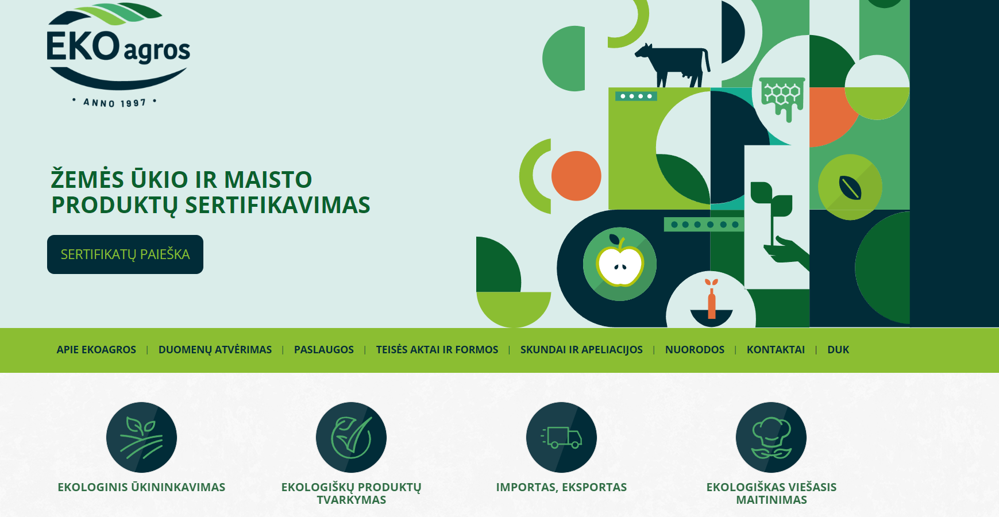 EKO agros
• ANNO 1997 •
ŽEMĖS ŪKIO IR MAISTO
PRODUKTŲ SERTIFIKAVIMAS
SERTIFIKATŲ PAIEŠKA
APIE EKOAGROS | DUOMENŲ ATVĖRIMAS | PASLAUGOS | TEISĖS AKTAI IR FORMOS | SKUNDAI IR APELIACIJOS | NUORODOS | KONTAKTAI | DUK
EKOLOGINIS ŪKININKAVIMAS
EKOLOGIŠKŲ PRODUKTŲ
TVARKYMAS
IMPORTAS, EKSPORTAS
EKOLOGIŠKAS VIEŠASIS
MAITINIMAS